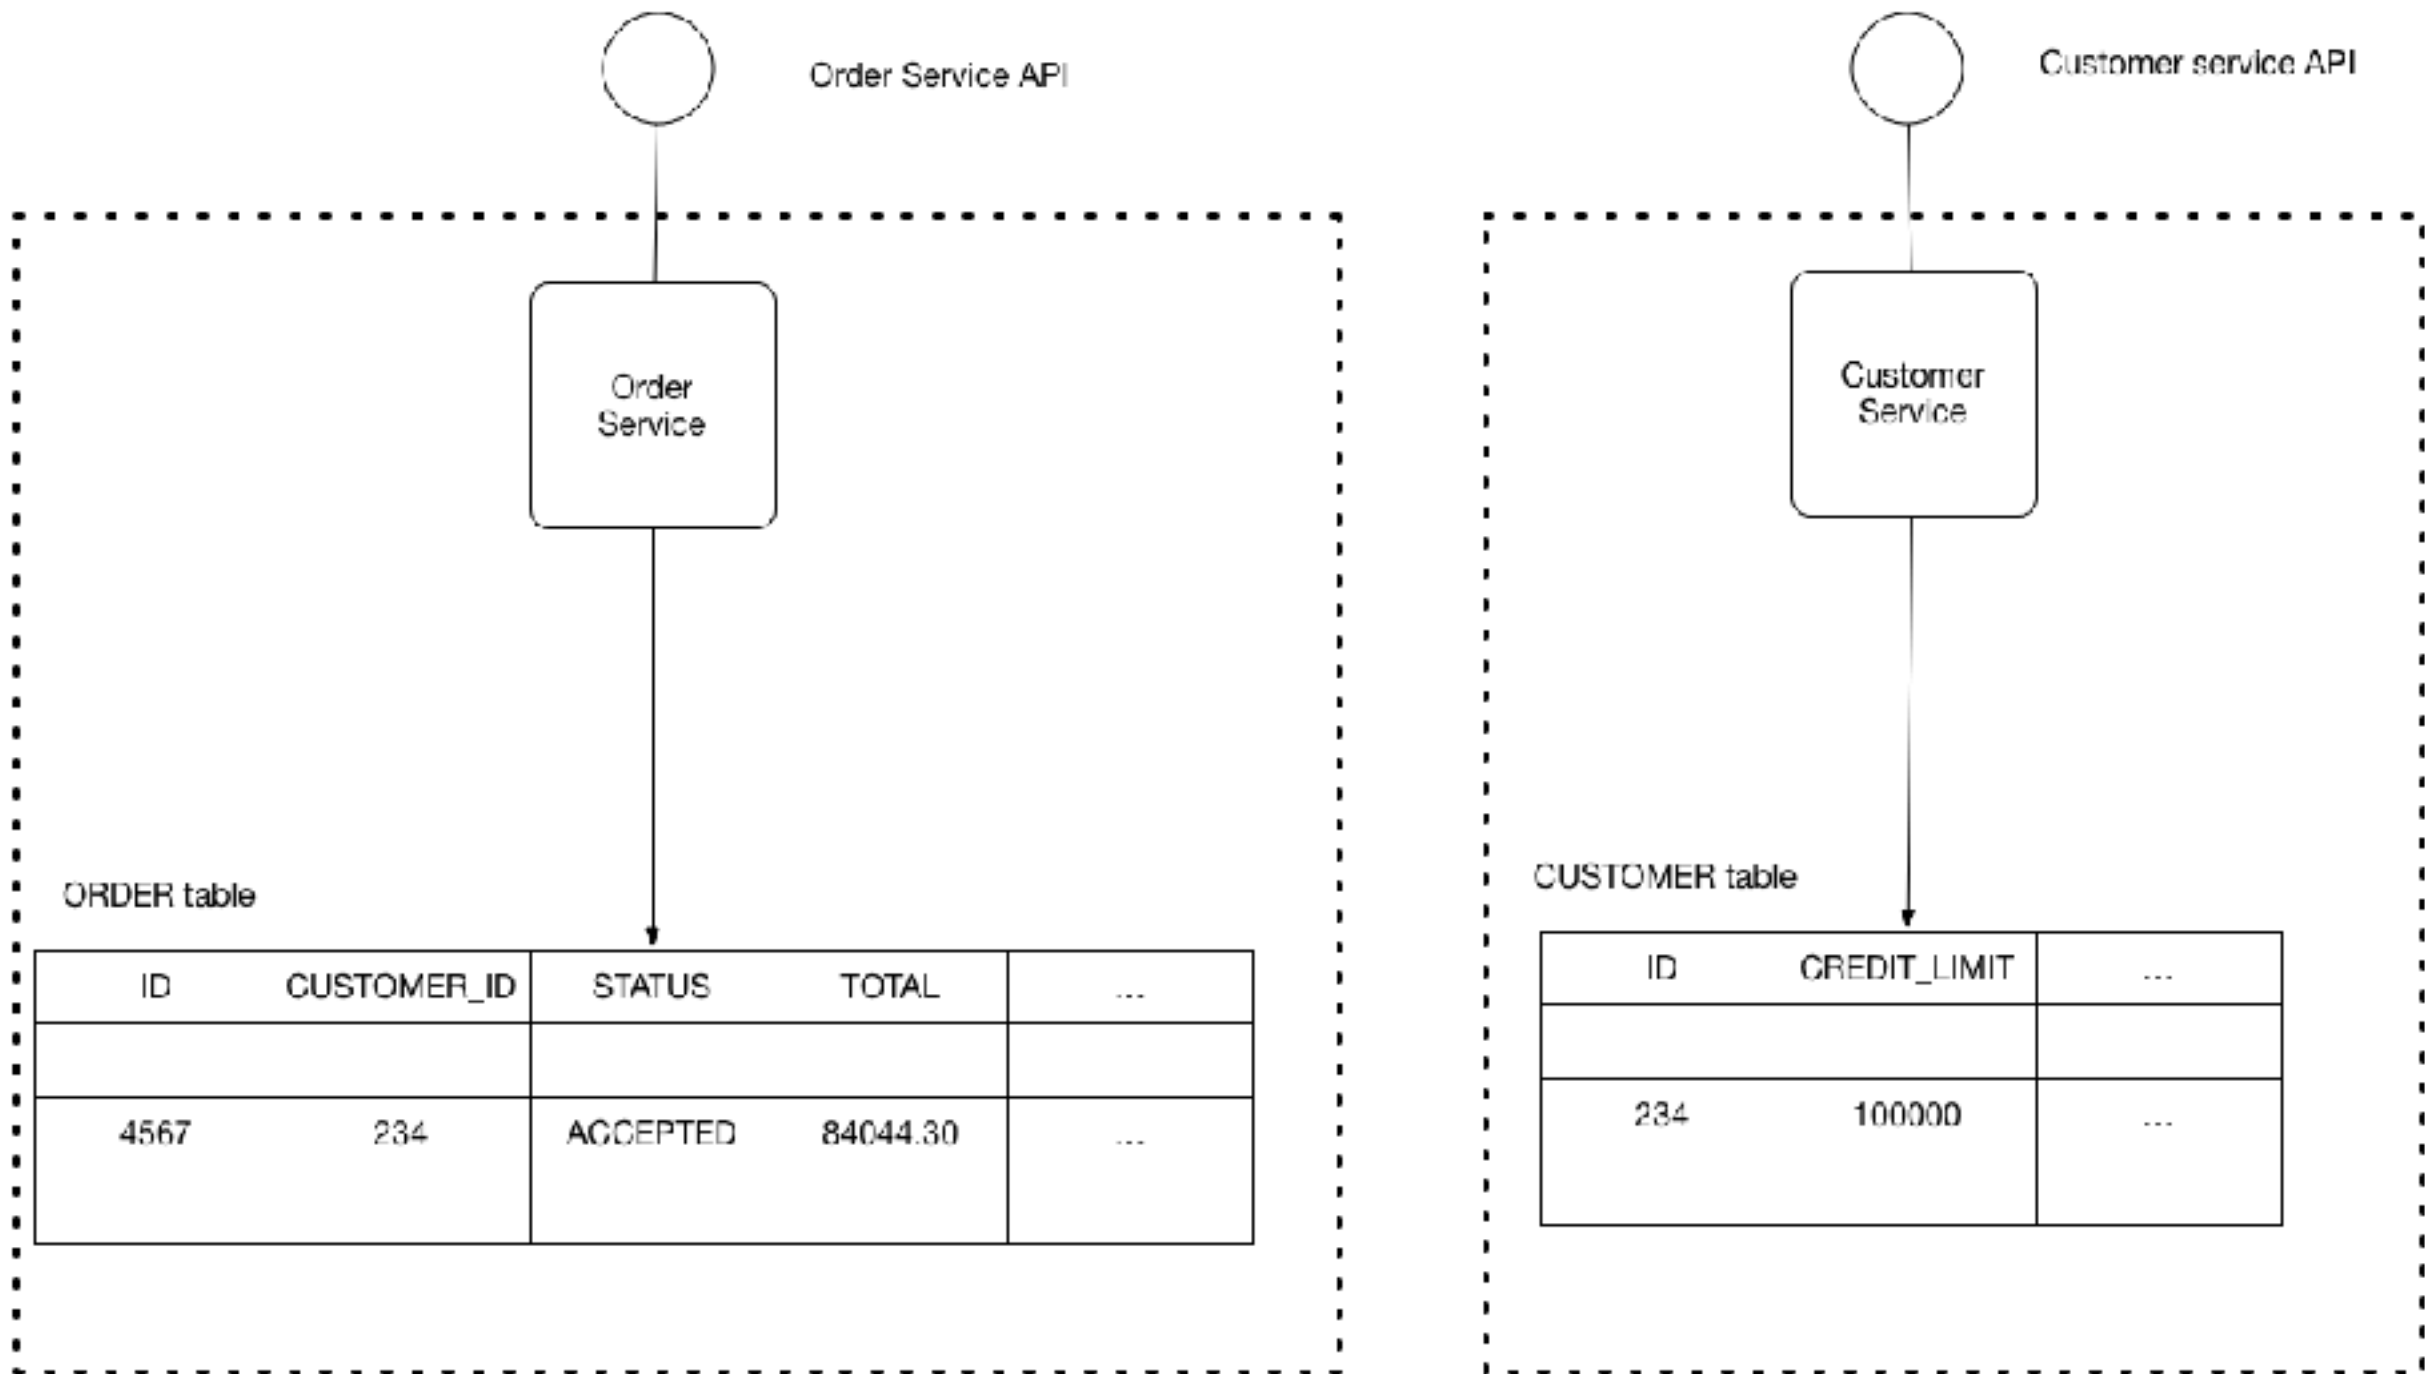 Order Service API
Customer service API
Order
Service
Customer
Service
ORDER table
ID CUSTOMER_ID STATUS TOTAL ...
4567 234 ACCEPTED 84044.30 ...
CUSTOMER table
ID CREDIT_LIMIT ...
234 100000 ...